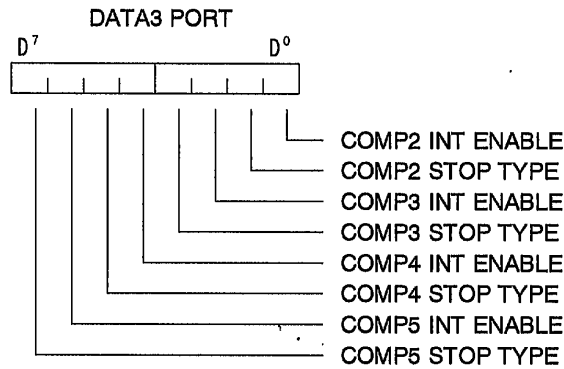 DATA3 PORT
D⁷ D⁰
COMP2 INT ENABLE
COMP2 STOP TYPE
COMP3 INT ENABLE
COMP3 STOP TYPE
COMP4 INT ENABLE
COMP4 STOP TYPE
COMP5 INT ENABLE
COMP5 STOP TYPE